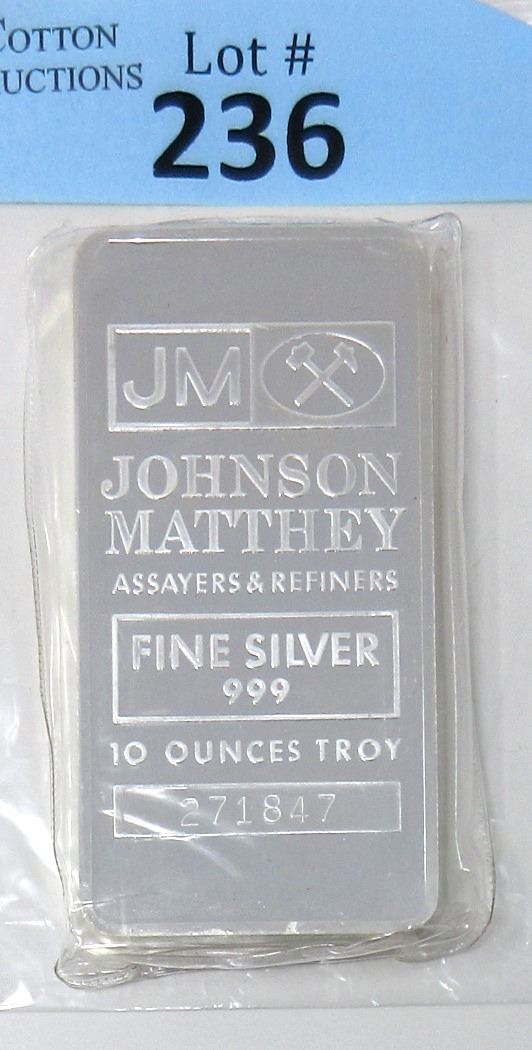 COTTON
Lot #
UCTIONS
236
JM
JOHNSON
MATTHEY
ASSAYERS & REFINERS
FINE SILVER
999
10 OUNCES TROY
271847